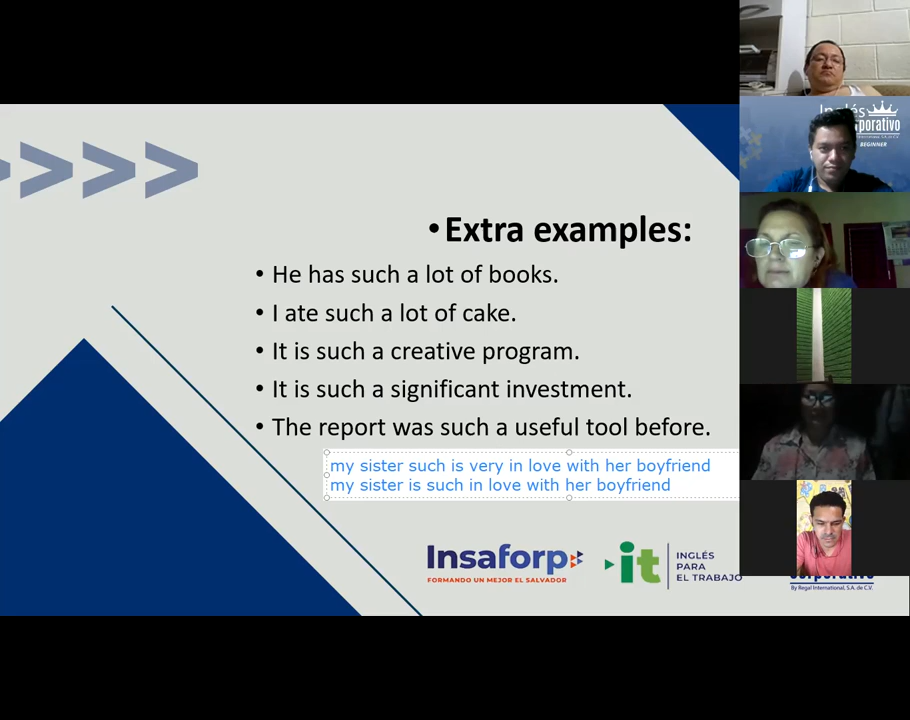 Inglés
porativo
BEGINNER
•Extra examples:
• He has such a lot of books.
• I ate such a lot of cake.
• It is such a creative program.
• It is such a significant investment.
• The report was such a useful tool before.
my sister such is very in love with her boyfriend
my sister is such in love with her boyfriend
Insaforp
FORMANDO UN MEJOR EL SALVADOR
it
INGLÉS
PARA
EL TRABAJO
corporativo
By Regal International, S.A. de C.V.